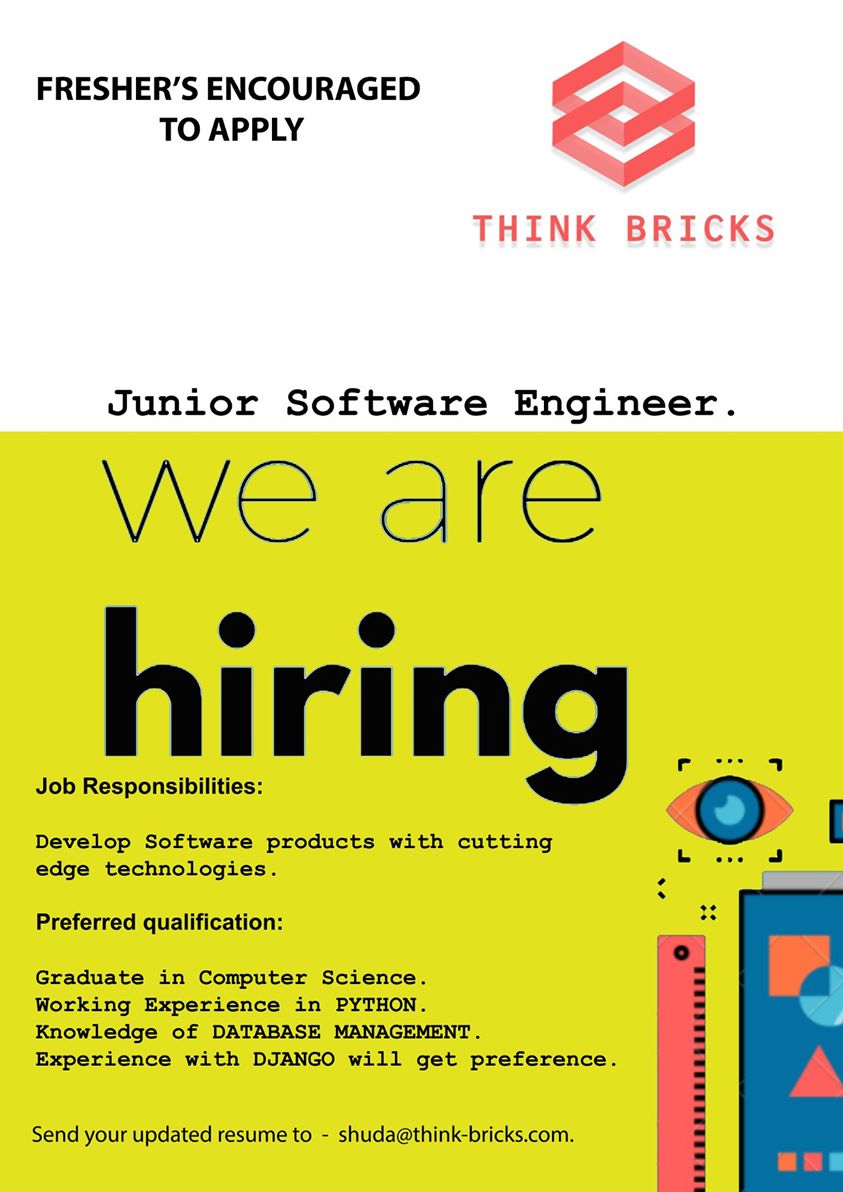 FRESHER’S ENCOURAGED
TO APPLY
THINK BRICKS
Junior Software Engineer.
we are
hiring
Job Responsibilities:
Develop Software products with cutting
edge technologies.
Preferred qualification:
Graduate in Computer Science.
Working Experience in PYTHON.
Knowledge of DATABASE MANAGEMENT.
Experience with DJANGO will get preference.
Send your updated resume to - shuda@think-bricks.com.